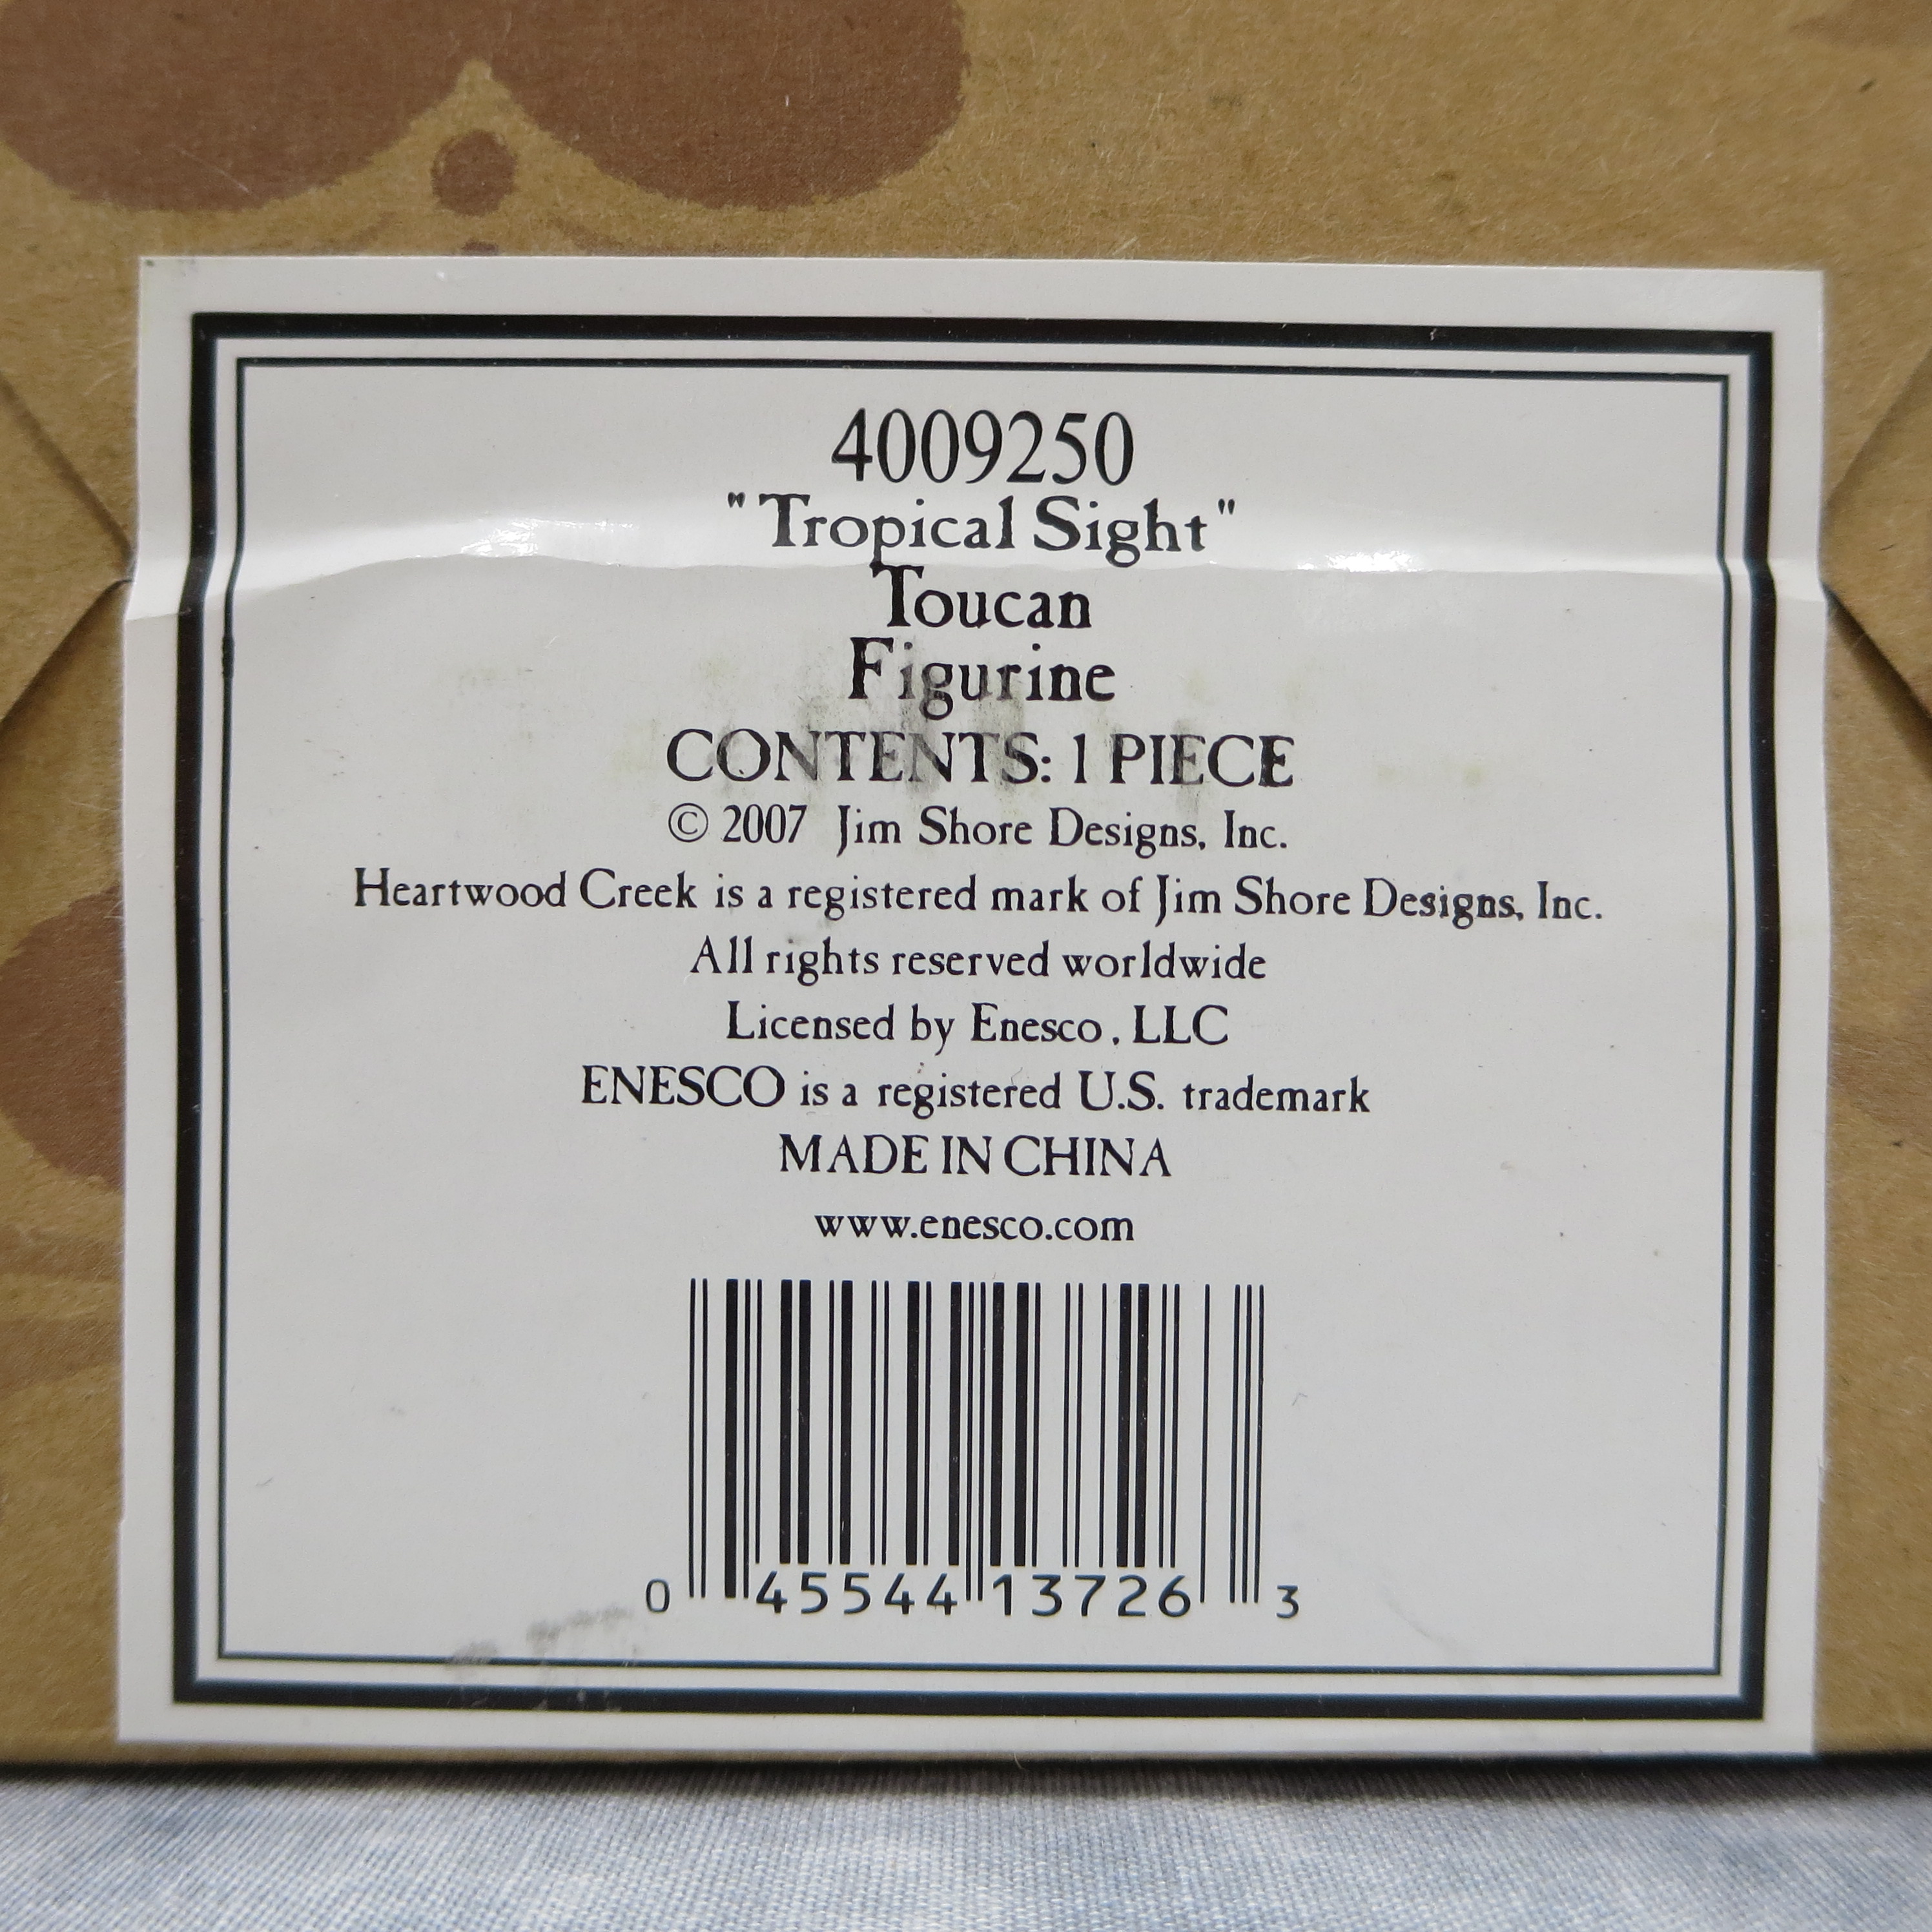 4009250
"Tropical Sight"
Toucan
Figurine
CONTENTS: 1 PIECE
© 2007 Jim Shore Designs, Inc.
Heartwood Creek is a registered mark of Jim Shore Designs, Inc.
All rights reserved worldwide
Licensed by Enesco, LLC
ENESCO is a registered U.S. trademark
MADE IN CHINA
www.enesco.com
0 45544 13726 3